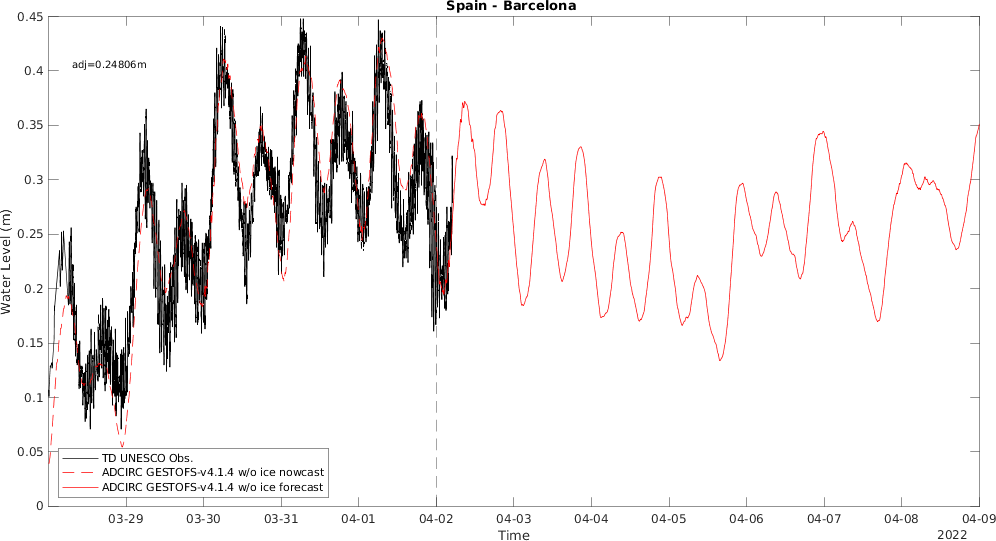 Spain - Barcelona
0.45
0.4
0.35
0.3
0.25
0.2
0.15
0.1
0.05
0
Water Level (m)
adj=0.24806m
TD UNESCO Obs.
ADCIRC GESTOFS-v4.1.4 w/o ice nowcast
ADCIRC GESTOFS-v4.1.4 w/o ice forecast
03-29 03-30 03-31 04-01 04-02 04-03 04-04 04-05 04-06 04-07 04-08 04-09
Time
2022